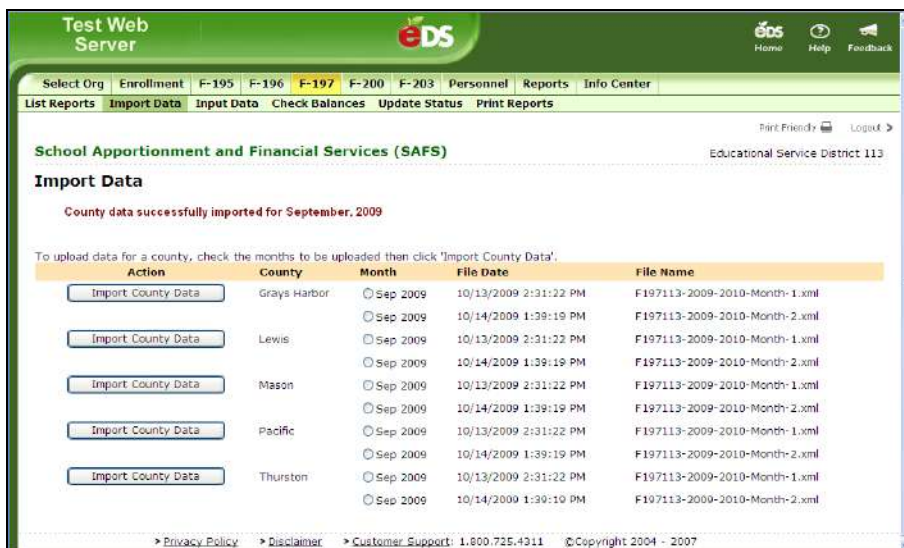 Test Web
Server
eDS
eDS
Home Help Feedback
Select Org Enrollment F-195 F-196 F-197 F-200 F-203 Personnel Reports Info Center
List Reports Import Data Input Data Check Balances Update Status Print Reports
Print Friendly Logout >
School Apportionment and Financial Services (SAFS)
Educational Service District 113
Import Data
County data successfully imported for September, 2009
To upload data for a county, check the months to be uploaded then click 'Import County Data'.
Action County Month File Date File Name
Import County Data Grays Harbor Sep 2009 10/13/2009 2:31:22 PM F197113-2009-2010-Month-1.xml
Sep 2009 10/14/2009 1:39:19 PM F197113-2009-2010-Month-2.xml
Import County Data Lewis Sep 2009 10/13/2009 2:31:22 PM F197113-2009-2010-Month-1.xml
Sep 2009 10/14/2009 1:39:19 PM F197113-2009-2010-Month-2.xml
Import County Data Mason Sep 2009 10/13/2009 2:31:22 PM F197113-2009-2010-Month-1.xml
Sep 2009 10/14/2009 1:39:19 PM F197113-2009-2010-Month-2.xml
Import County Data Pacific Sep 2009 10/13/2009 2:31:22 PM F197113-2009-2010-Month-1.xml
Sep 2009 10/14/2009 1:39:19 PM F197113-2009-2010-Month-2.xml
Import County Data Thurston Sep 2009 10/13/2009 2:31:22 PM F197113-2009-2010-Month-1.xml
Sep 2009 10/14/2009 1:39:19 PM F197113-2009-2010-Month-2.xml
> Privacy Policy > Disclaimer > Customer Support: 1.800.725.4311 ©Copyright 2004 - 2007